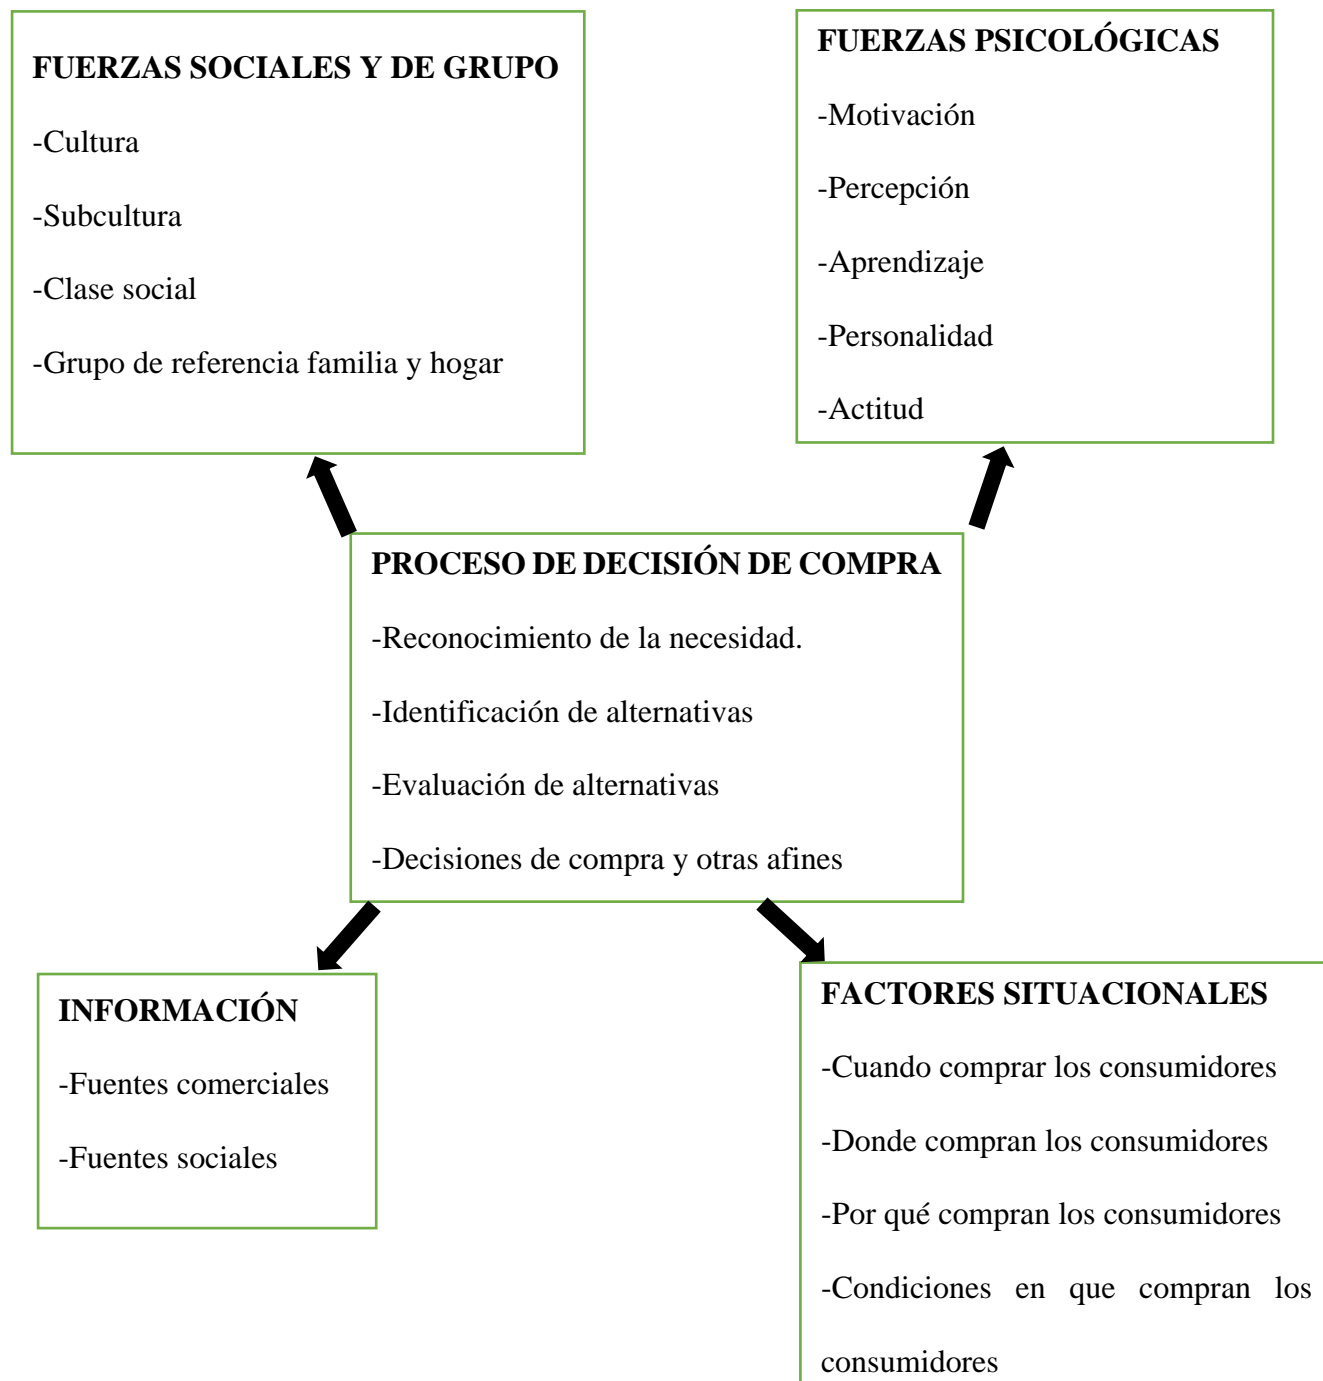 FUERZAS SOCIALES Y DE GRUPO
-Cultura
-Subcultura
-Clase social
-Grupo de referencia familia y hogar
FUERZAS PSICOLÓGICAS
-Motivación
-Percepción
-Aprendizaje
-Personalidad
-Actitud
PROCESO DE DECISIÓN DE COMPRA
-Reconocimiento de la necesidad.
-Identificación de alternativas
-Evaluación de alternativas
-Decisiones de compra y otras afines
INFORMACIÓN
-Fuentes comerciales
-Fuentes sociales
FACTORES SITUACIONALES
-Cuando comprar los consumidores
-Donde compran los consumidores
-Por qué compran los consumidores
-Condiciones en que compran los
consumidores